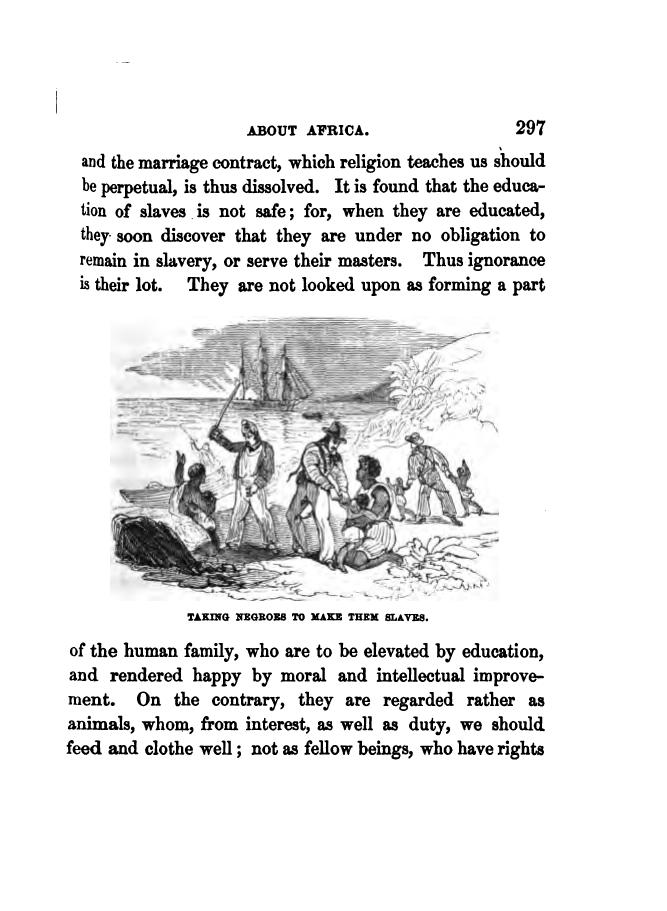 ABOUT AFRICA. 297
and the marriage contract, which religion teaches us should
be perpetual, is thus dissolved. It is found that the educa-
tion of slaves is not safe; for, when they are educated,
they soon discover that they are under no obligation to
remain in slavery, or serve their masters. Thus ignorance
is their lot. They are not looked upon as forming a part
TAKING NEGROES TO MAKE THEM SLAVES.
of the human family, who are to be elevated by education,
and rendered happy by moral and intellectual improve-
ment. On the contrary, they are regarded rather as
animals, whom, from interest, as well as duty, we should
feed and clothe well; not as fellow beings, who have rights